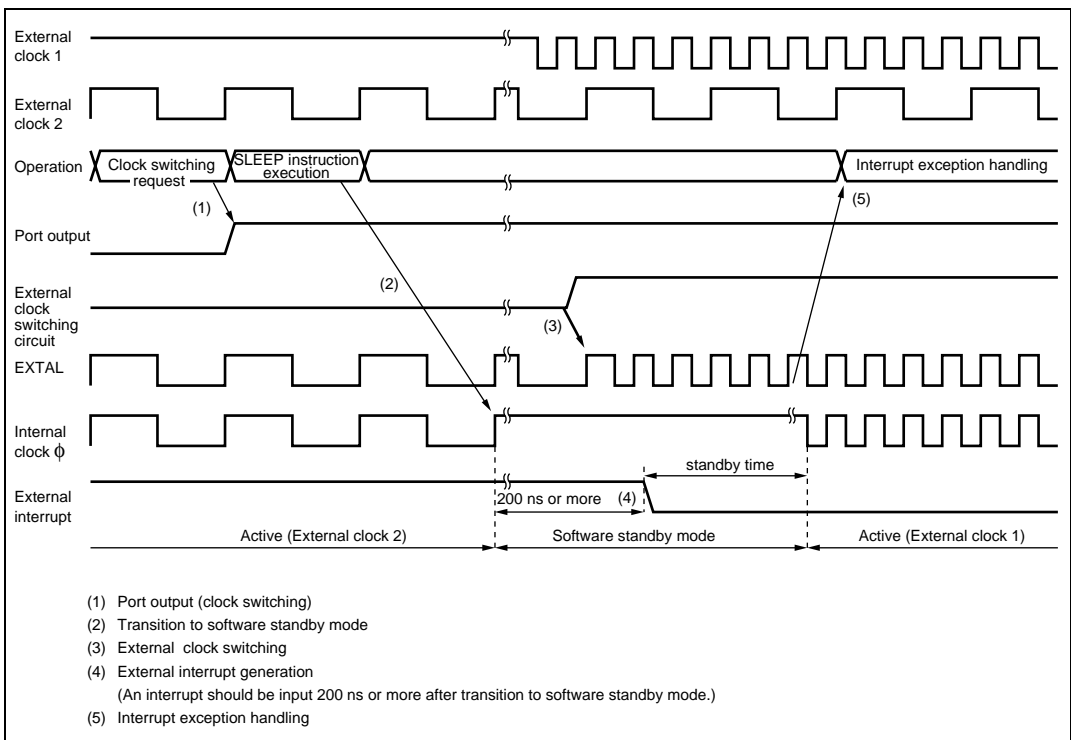 External
clock 1
External
clock 2
Operation
Clock switching
request
SLEEP instruction
execution
Interrupt exception handling
(1)
(5)
Port output
(2)
External
clock
switching
circuit
(3)
EXTAL
Internal
clock ϕ
standby time
External
interrupt
200 ns or more (4)
Active (External clock 2)
Software standby mode
Active (External clock 1)
(1) Port output (clock switching)
(2) Transition to software standby mode
(3) External clock switching
(4) External interrupt generation
(An interrupt should be input 200 ns or more after transition to software standby mode.)
(5) Interrupt exception handling